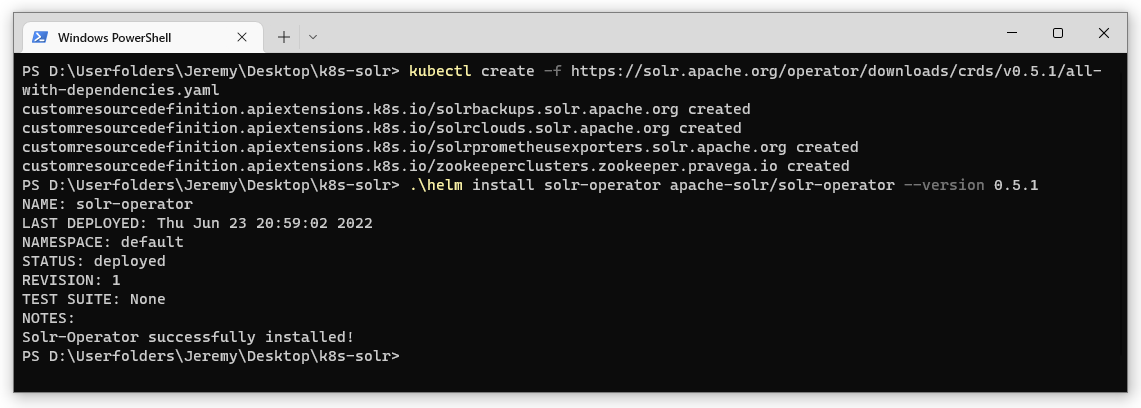 Windows PowerShell
PS D:\Userfolders\Jeremy\Desktop\k8s-solr> kubectl create -f https://solr.apache.org/operator/downloads/crds/v0.5.1/all-
with-dependencies.yaml
customresourcedefinition.apiextensions.k8s.io/solrbackups.solr.apache.org created
customresourcedefinition.apiextensions.k8s.io/solrclouds.solr.apache.org created
customresourcedefinition.apiextensions.k8s.io/solrprometheusexporters.solr.apache.org created
customresourcedefinition.apiextensions.k8s.io/zookeeperclusters.zookeeper.pravega.io created
PS D:\Userfolders\Jeremy\Desktop\k8s-solr> .\helm install solr-operator apache-solr/solr-operator --version 0.5.1
NAME: solr-operator
LAST DEPLOYED: Thu Jun 23 20:59:02 2022
NAMESPACE: default
STATUS: deployed
REVISION: 1
TEST SUITE: None
NOTES:
Solr-Operator successfully installed!
PS D:\Userfolders\Jeremy\Desktop\k8s-solr>